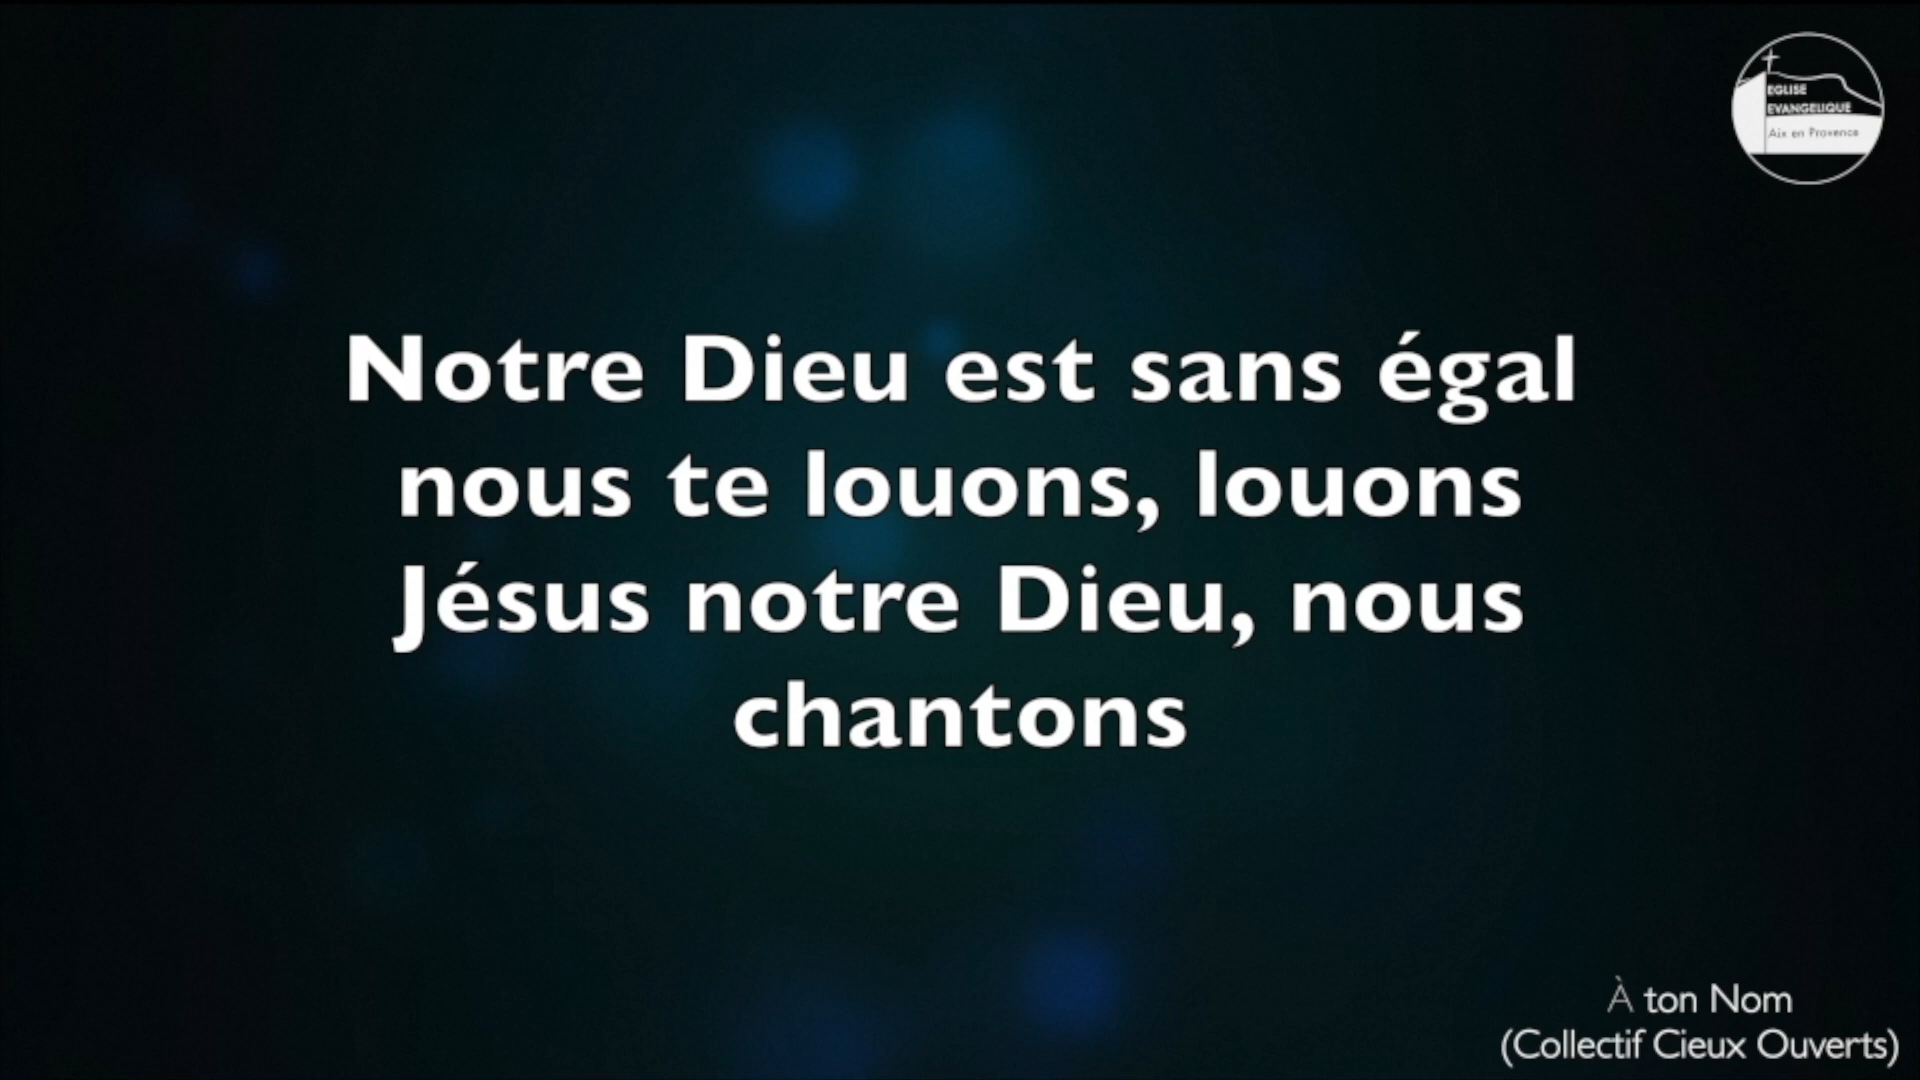 EGLISE
EVANGELIQUE
Aix en Provence
Notre Dieu est sans égal
nous te louons, louons
Jésus notre Dieu, nous
chantons
À ton Nom
(Collectif Cieux Ouverts)